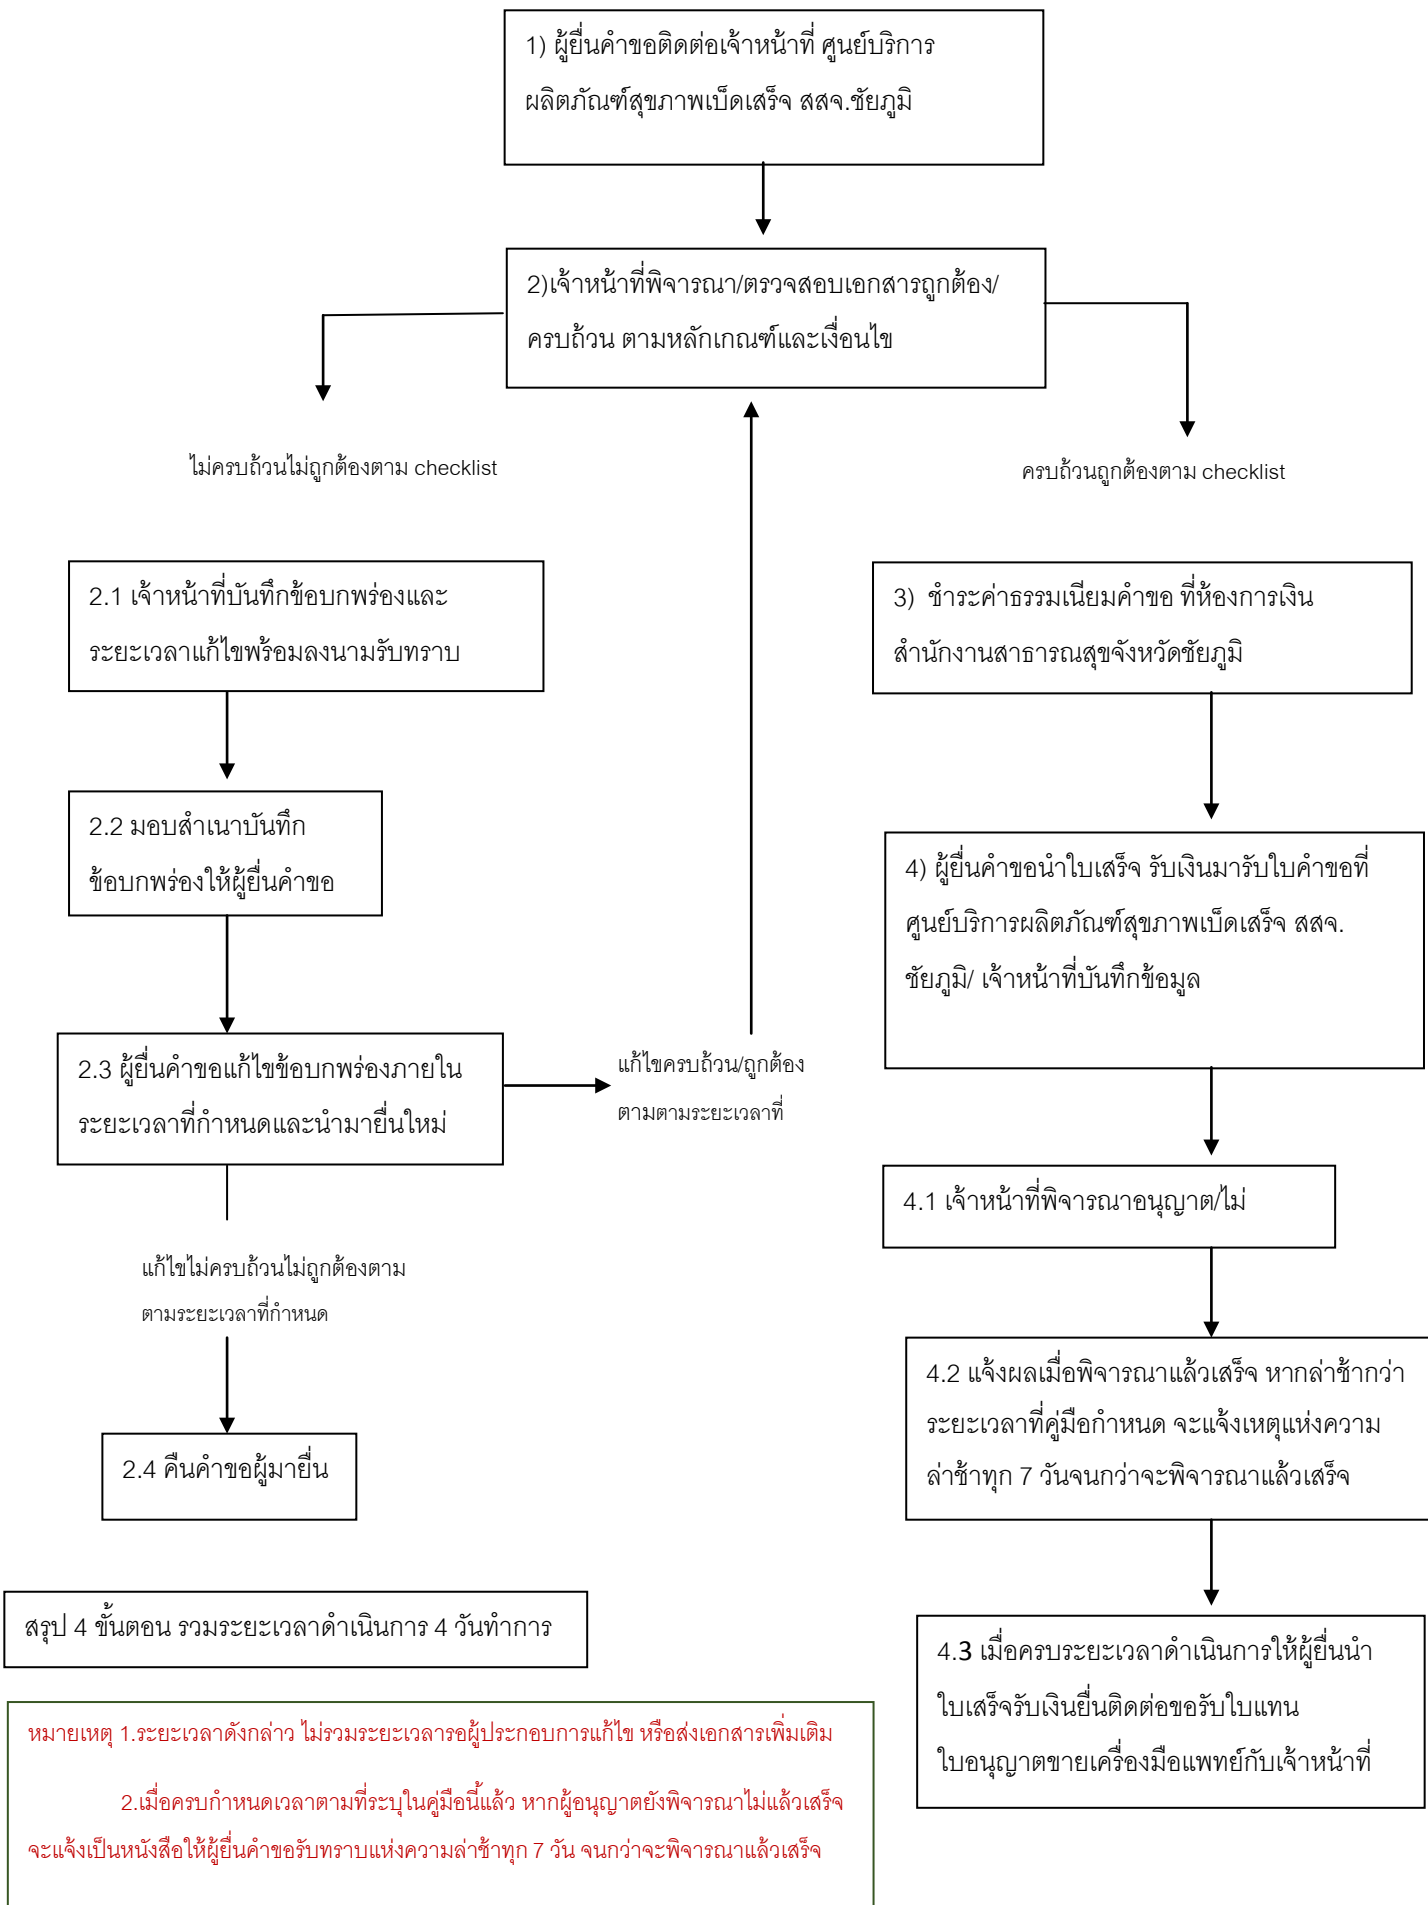 1) ผู้ยื่นคำขอติดต่อเจ้าหน้าที่ ศูนย์บริการ
ผลิตภัณฑ์สุขภาพเบ็ดเสร็จ สสจ.ชัยภูมิ
2)เจ้าหน้าที่พิจารณา/ตรวจสอบเอกสารถูกต้อง/
ครบถ้วน ตามหลักเกณฑ์และเงื่อนไข
ไม่ครบถ้วนไม่ถูกต้องตาม checklist
ครบถ้วนถูกต้องตาม checklist
2.1 เจ้าหน้าที่บันทึกข้อบกพร่องและ
ระยะเวลาแก้ไขพร้อมลงนามรับทราบ
3) ชำระค่าธรรมเนียมคำขอ ที่ห้องการเงิน
สำนักงานสาธารณสุขจังหวัดชัยภูมิ
2.2 มอบสำเนาบันทึก
ข้อบกพร่องให้ผู้ยื่นคำขอ
4) ผู้ยื่นคำขอนำใบเสร็จ รับเงินมารับใบคำขอที่
ศูนย์บริการผลิตภัณฑ์สุขภาพเบ็ดเสร็จ สสจ.
ชัยภูมิ/ เจ้าหน้าที่บันทึกข้อมูล
2.3 ผู้ยื่นคำขอแก้ไขข้อบกพร่องภายใน
ระยะเวลาที่กำหนดและนำมายื่นใหม่
แก้ไขครบถ้วน/ถูกต้อง
ตามตามระยะเวลาที่
4.1 เจ้าหน้าที่พิจารณาอนุญาต/ไม่
แก้ไขไม่ครบถ้วนไม่ถูกต้องตาม
ตามระยะเวลาที่กำหนด
4.2 แจ้งผลเมื่อพิจารณาแล้วเสร็จ หากล่าช้ากว่า
ระยะเวลาที่คู่มือกำหนด จะแจ้งเหตุแห่งความ
ล่าช้าทุก 7 วันจนกว่าจะพิจารณาแล้วเสร็จ
2.4 คืนคำขอผู้มายื่น
สรุป 4 ขั้นตอน รวมระยะเวลาดำเนินการ 4 วันทำการ
4.3 เมื่อครบระยะเวลาดำเนินการให้ผู้ยื่นนำ
ใบเสร็จรับเงินยื่นติดต่อขอรับใบแทน
ใบอนุญาตขายเครื่องมือแพทย์กับเจ้าหน้าที่
หมายเหตุ 1.ระยะเวลาดังกล่าว ไม่รวมระยะเวลารอผู้ประกอบการแก้ไข หรือส่งเอกสารเพิ่มเติม
2.เมื่อครบกำหนดเวลาตามที่ระบุในคู่มือนี้แล้ว หากผู้อนุญาตยังพิจารณาไม่แล้วเสร็จ
จะแจ้งเป็นหนังสือให้ผู้ยื่นคำขอรับทราบแห่งความล่าช้าทุก 7 วัน จนกว่าจะพิจารณาแล้วเสร็จ